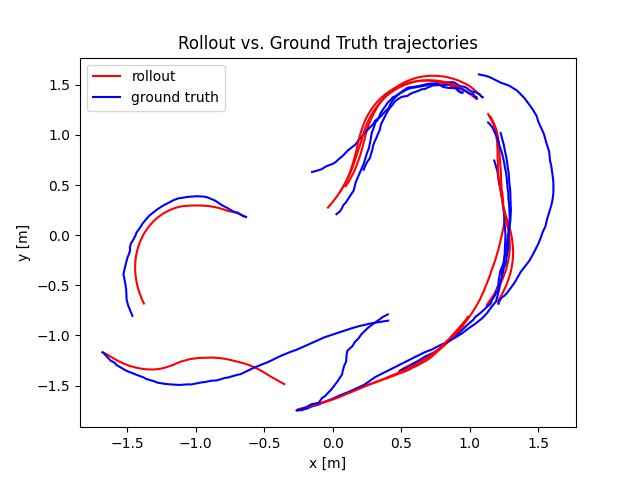 Rollout vs. Ground Truth trajectories
rollout
ground truth
1.5
1.0
0.5
0.0
−0.5
−1.0
−1.5
y [m]
−1.5 −1.0 −0.5 0.0 0.5 1.0 1.5
x [m]